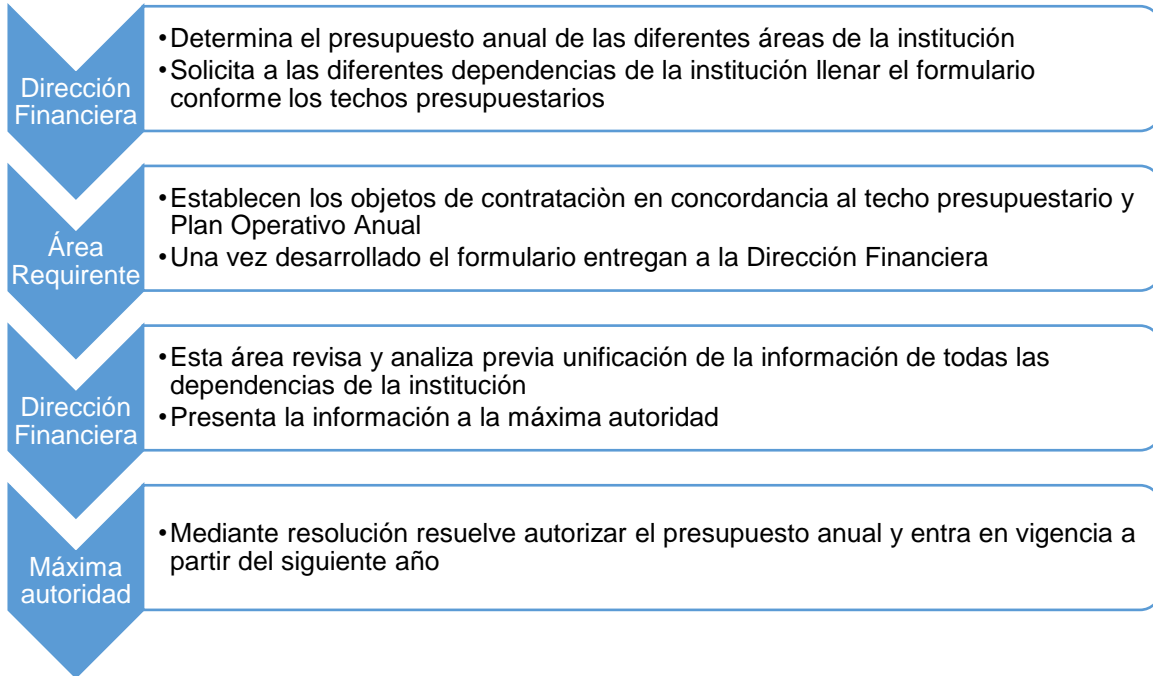 Dirección
Financiera
•Determina el presupuesto anual de las diferentes áreas de la institución
•Solicita a las diferentes dependencias de la institución llenar el formulario
conforme los techos presupuestarios
Área
Requirente
•Establecen los objetos de contrataciòn en concordancia al techo presupuestario y
Plan Operativo Anual
•Una vez desarrollado el formulario entregan a la Dirección Financiera
Dirección
Financiera
•Esta área revisa y analiza previa unificación de la información de todas las
dependencias de la institución
•Presenta la información a la máxima autoridad
Máxima
autoridad
•Mediante resolución resuelve autorizar el presupuesto anual y entra en vigencia a
partir del siguiente año